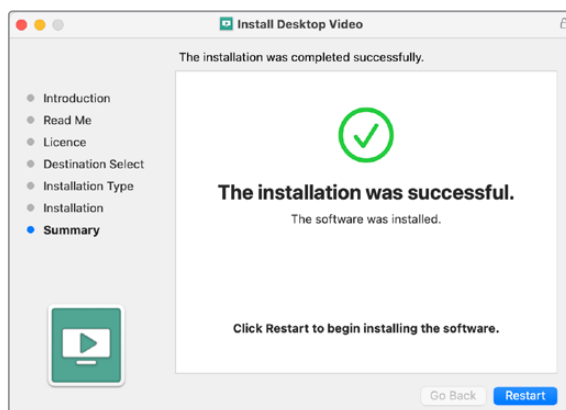 Install Desktop Video
The installation was completed successfully.
Introduction
Read Me
Licence
Destination Select
Installation Type
Installation
Summary
The installation was successful.
The software was installed.
Click Restart to begin installing the software.
Go Back
Restart